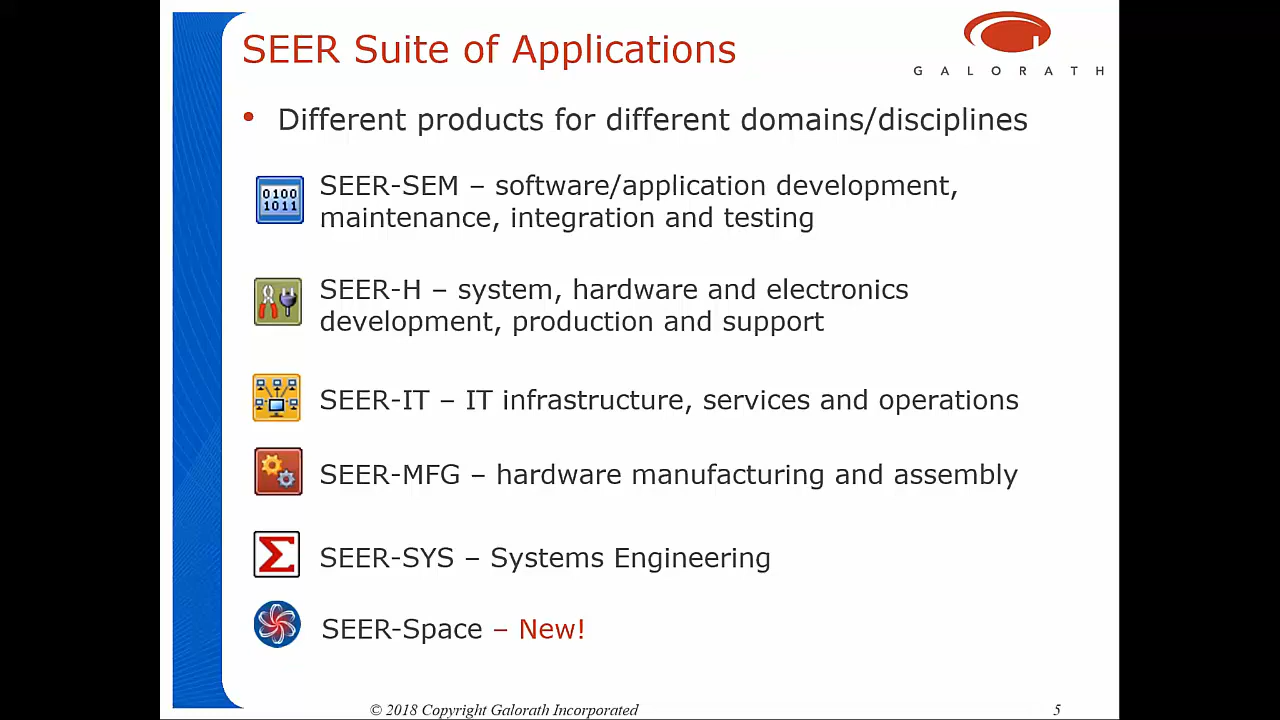 SEER Suite of Applications
GALORATH
• Different products for different domains/disciplines
0100
1011
SEER-SEM – software/application development,
maintenance, integration and testing
SEER-H – system, hardware and electronics
development, production and support
SEER-IT – IT infrastructure, services and operations
SEER-MFG – hardware manufacturing and assembly
Σ
SEER-SYS – Systems Engineering
SEER-Space – New!
© 2018 Copyright Galorath Incorporated
5